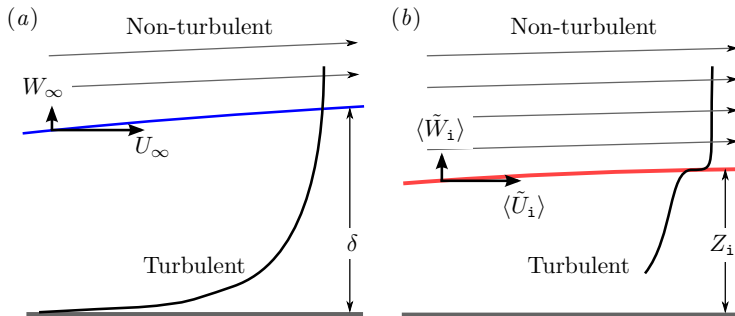 (a)
Non-turbulent
W∞
U∞
δ
Turbulent
(b)
Non-turbulent
⟨W̃ᵢ⟩
⟨Ũᵢ⟩
Zᵢ
Turbulent